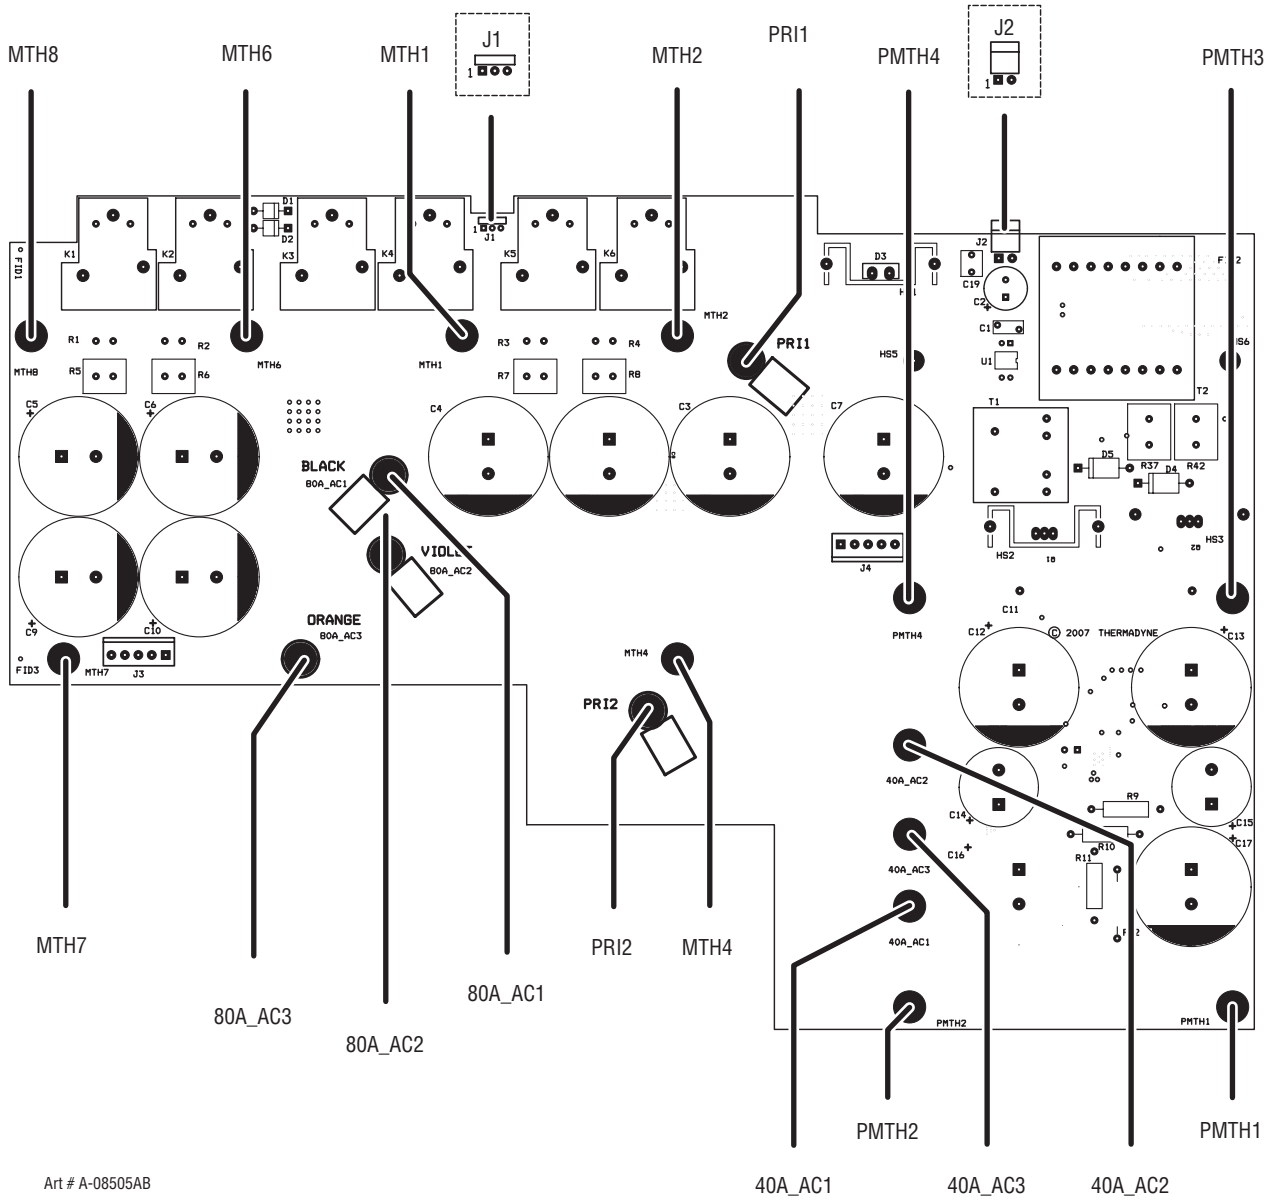 MTH8
MTH6
MTH1
J1
1
MTH2
PRI1
PMTH4
J2
1
PMTH3
FID1
K1
K2
D1
D2
K3
K4
1
J1
K5
K6
MTH2
D3
J2
C19
C2
+
C1
U1
HS5
MTH8
R1
R2
R5
R6
MTH6
MTH1
R3
R4
R7
R8
PRI1
C5
+
C6
+
C4
C3
C7
T1
T2
R37
R42
D5
D4
BLACK
80A_AC1
VIOLET
80A_AC2
ORANGE
80A_AC3
J4
HS2
HS3
C9
+
C10
+
FID3
MTH7
J3
MTH4
PRI2
PMTH4
C11
C12
+
© 2007 THERMADYNE
+
C13
40A_AC2
C14
+
R9
+
C15
+
C17
R10
R11
40A_AC3
C16
+
40A_AC1
PMTH2
PMTH1
MTH7
80A_AC3
80A_AC2
80A_AC1
PRI2
MTH4
PMTH2
PMTH1
40A_AC1
40A_AC3
40A_AC2
Art # A-08505AB